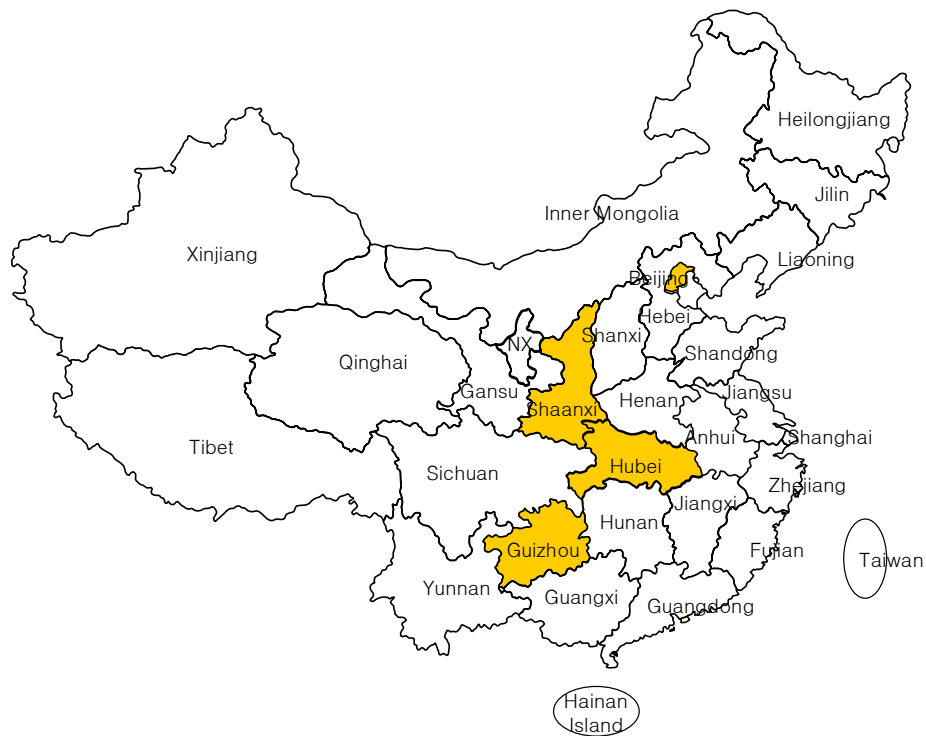 Heilongjiang
Jilin
Inner Mongolia
Xinjiang
Liaoning
Beijing
Hebei
Shanxi
NX
Shandong
Qinghai
Gansu
Jiangsu
Henan
Shaanxi
Anhui
Shanghai
Tibet
Hubei
Sichuan
Zhejiang
Jiangxi
Hunan
Guizhou
Fujian
Taiwan
Yunnan
Guangxi
Guangdong
Hainan
Island